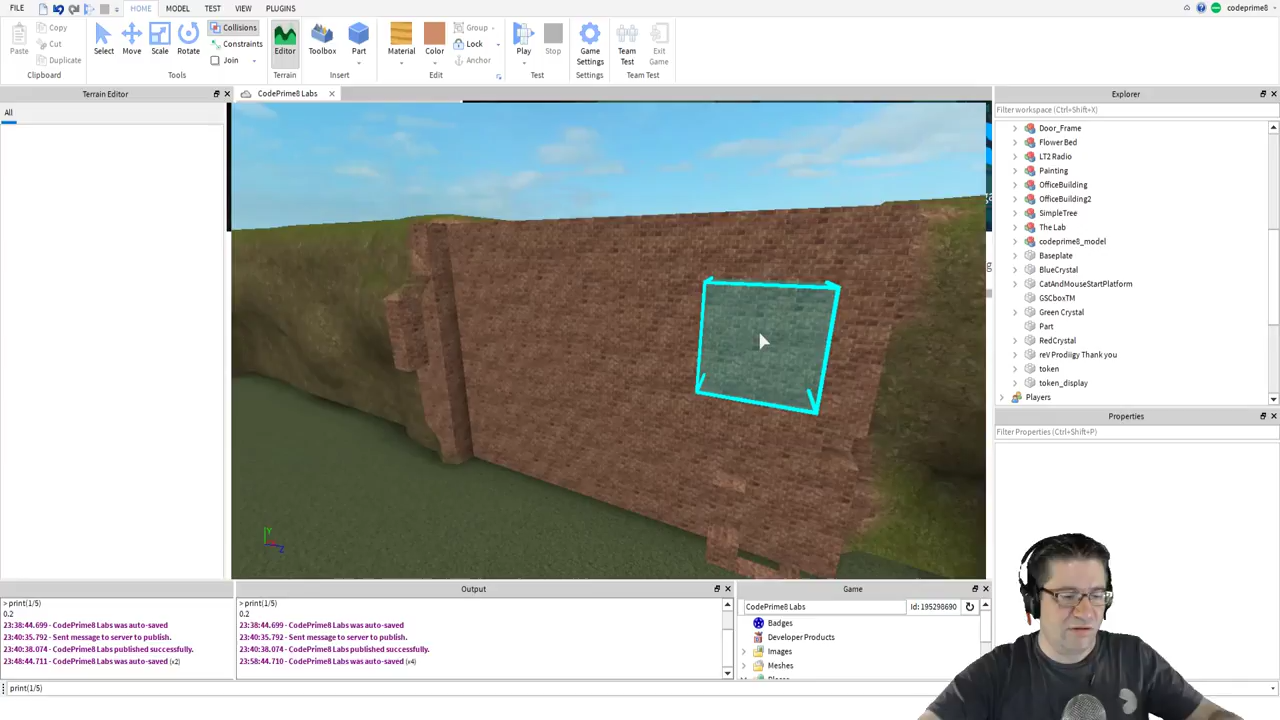 FILE HOME MODEL TEST VIEW PLUGINS codeprime8
Paste Copy Cut Duplicate Select Move Scale Rotate Collisions Constraints Join Editor Toolbox Part Material Color Group Lock Anchor Play Stop Game Settings Team Test Exit Game
Clipboard Tools Terrain Insert Edit Test Settings Team Test
Terrain Editor
All
CodePrime8 Labs
Explorer
Filter workspace (Ctrl+Shift+X)
Door_Frame
Flower Bed
LT2 Radio
Painting
OfficeBuilding
OfficeBuilding2
SimpleTree
The Lab
codeprime8_model
Baseplate
BlueCrystal
CatAndMouseStartPlatform
GSCboxTM
Green Crystal
Part
RedCrystal
reV Prodiigy Thank you
token
token_display
Players
Properties
Filter Properties (Ctrl+Shift+P)
Y
Z
> print(1/5)
0.2
23:38:44.699 - CodePrime8 Labs was auto-saved
23:40:35.792 - Sent message to server to publish.
23:40:38.074 - CodePrime8 Labs published successfully.
23:48:44.711 - CodePrime8 Labs was auto-saved (x2)
Output
> print(1/5)
0.2
23:38:44.699 - CodePrime8 Labs was auto-saved
23:40:35.792 - Sent message to server to publish.
23:40:38.074 - CodePrime8 Labs published successfully.
23:58:44.710 - CodePrime8 Labs was auto-saved (x4)
Game
CodePrime8 Labs Id: 195298690
Badges
Developer Products
Images
Meshes
print(1/5)